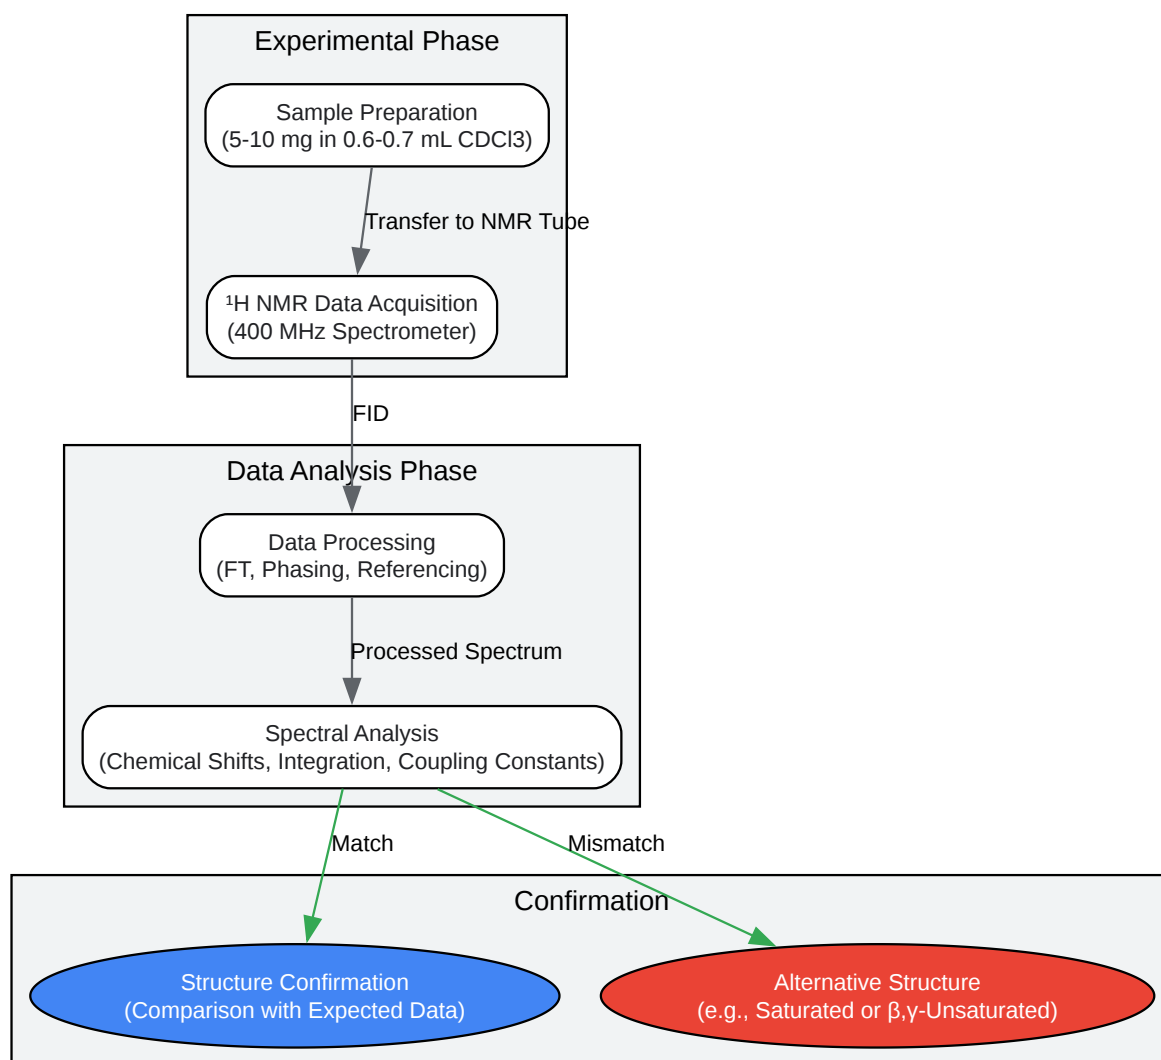 Experimental Phase
Sample Preparation
(5-10 mg in 0.6-0.7 mL CDCl3)
Transfer to NMR Tube
¹H NMR Data Acquisition
(400 MHz Spectrometer)
FID
Data Analysis Phase
Data Processing
(FT, Phasing, Referencing)
Processed Spectrum
Spectral Analysis
(Chemical Shifts, Integration, Coupling Constants)
Match
Mismatch
Confirmation
Structure Confirmation
(Comparison with Expected Data)
Alternative Structure
(e.g., Saturated or β,γ-Unsaturated)